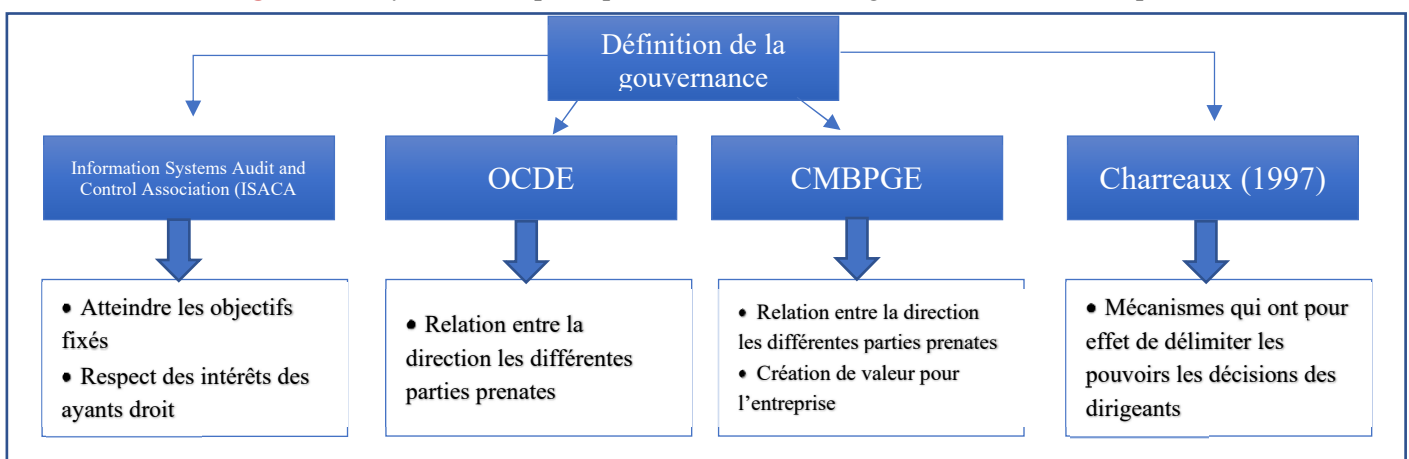 Définition de la
gouvernance
Information Systems Audit and
Control Association (ISACA
OCDE
CMBPGE
Charreaux (1997)
• Atteindre les objectifs
fixés
• Respect des intérêts des
ayants droit
• Relation entre la
direction les différentes
parties prenates
• Relation entre la direction
les différentes parties prenates
• Création de valeur pour
l’entreprise
• Mécanismes qui ont pour
effet de délimiter les
pouvoirs les décisions des
dirigeants